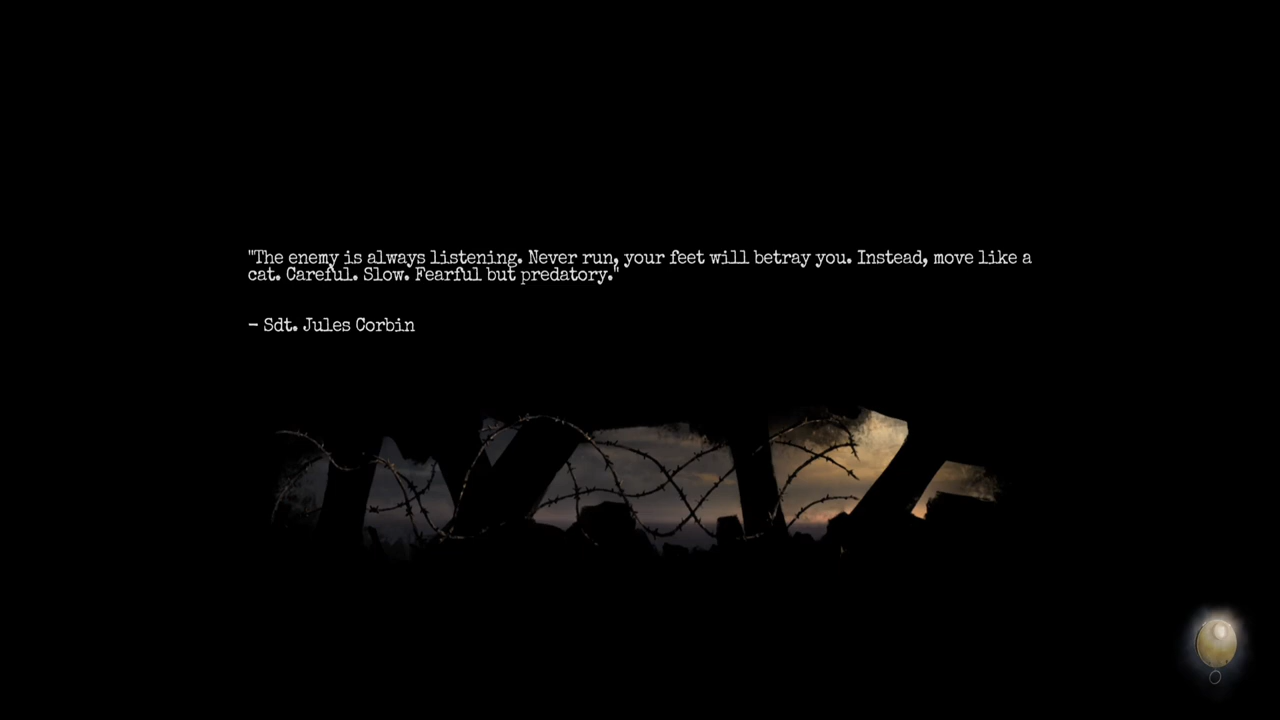 "The enemy is always listening. Never run, your feet will betray you. Instead, move like a
cat. Careful. Slow. Fearful but predatory."
- Sdt. Jules Corbin